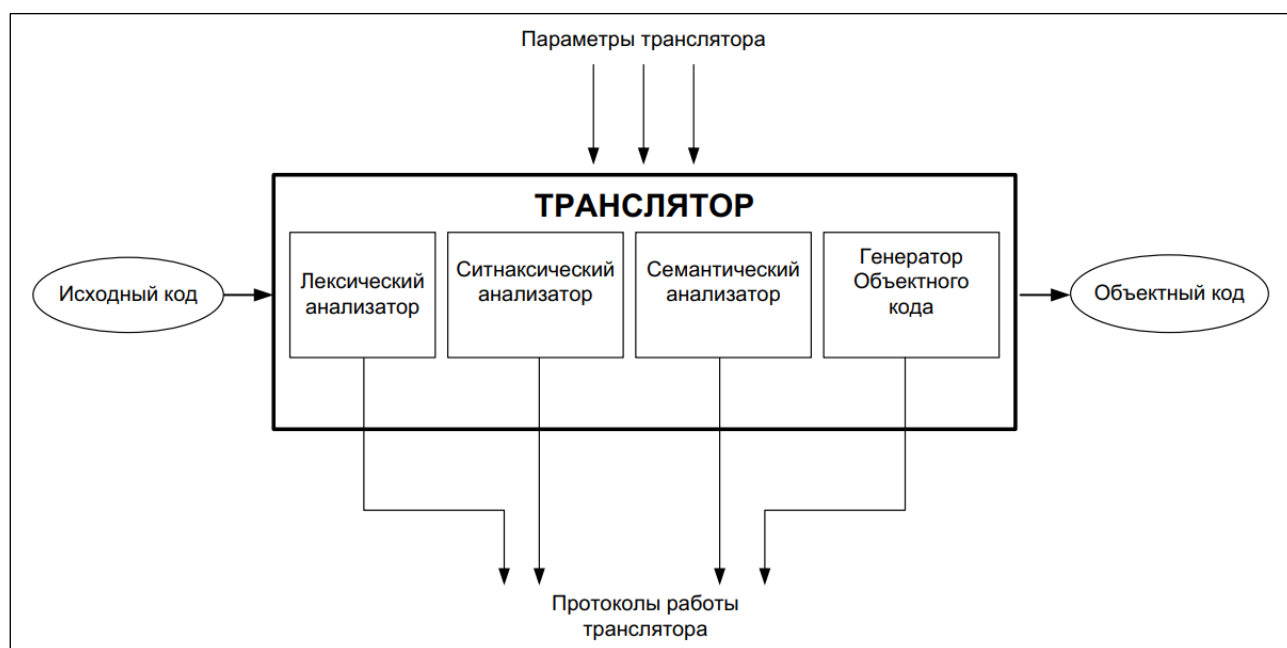 Параметры транслятора
ТРАНСЛЯТОР
Исходный код
Лексический
анализатор
Ситнаксический
анализатор
Семантический
анализатор
Генератор
Объектного
кода
Объектный код
Протоколы работы
транслятора